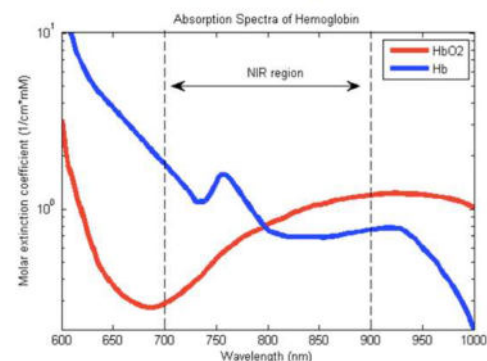 Absorption Spectra of Hemoglobin
10¹
HbO2
Hb
NIR region
Molar extinction coefficient (1/cm*mM)
10⁰
600 650 700 750 800 850 900 950 1000
Wavelength (nm)